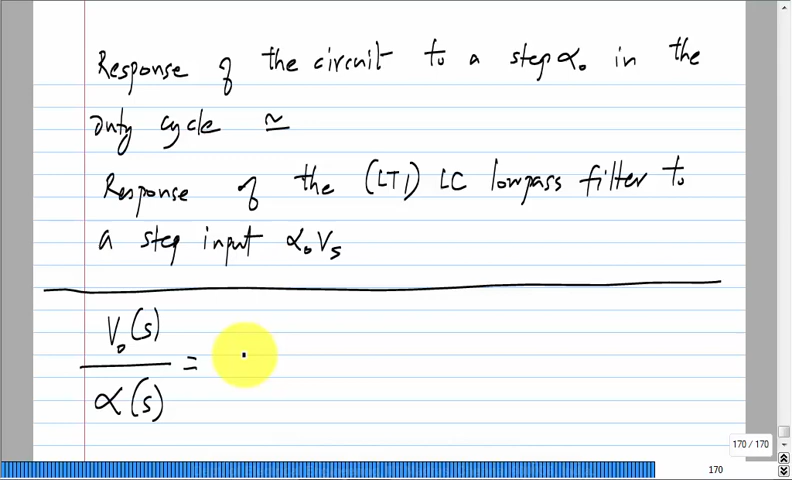 Response of the circuit to a step α₀ in the
duty cycle ≃
Response of the (LTI) LC lowpass filter to
a step input α₀Vₛ
V₀(s)
=
α(s)
170 / 170
170